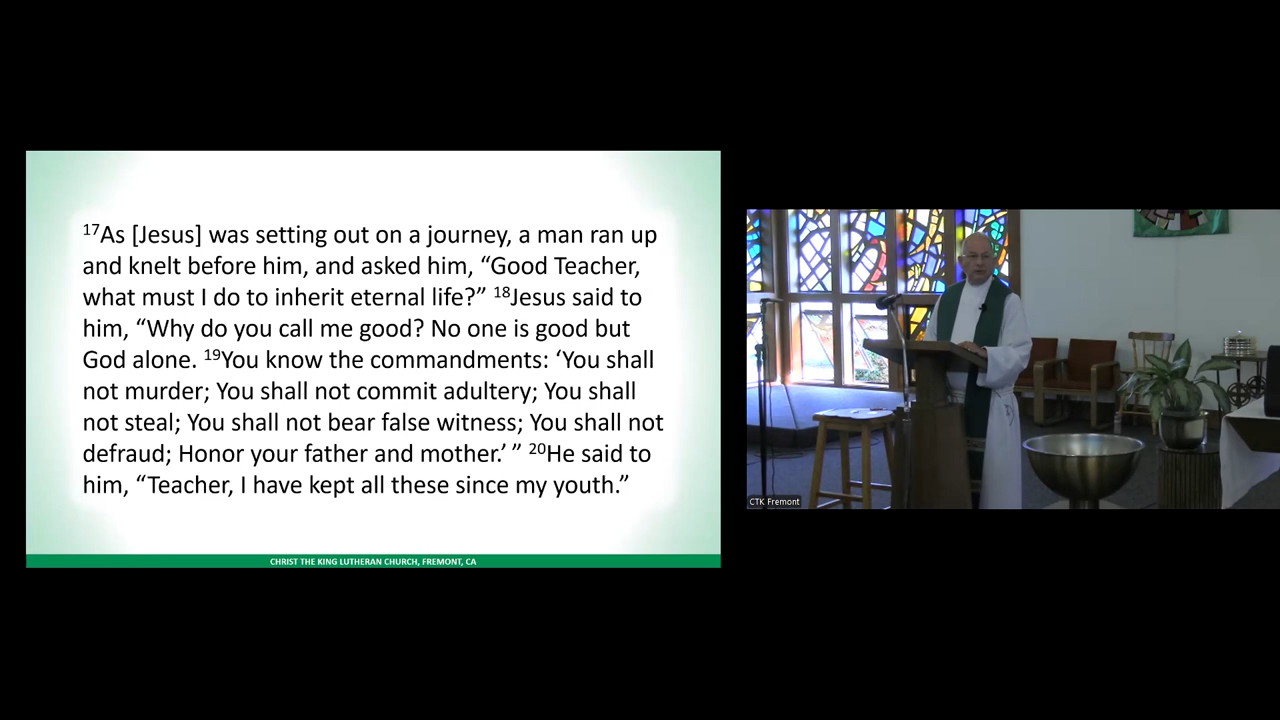 ¹⁷As [Jesus] was setting out on a journey, a man ran up
and knelt before him, and asked him, “Good Teacher,
what must I do to inherit eternal life?” ¹⁸Jesus said to
him, “Why do you call me good? No one is good but
God alone. ¹⁹You know the commandments: ‘You shall
not murder; You shall not commit adultery; You shall
not steal; You shall not bear false witness; You shall not
defraud; Honor your father and mother.’ ” ²⁰He said to
him, “Teacher, I have kept all these since my youth.”
CHRIST THE KING LUTHERAN CHURCH, FREMONT, CA
CTK Fremont